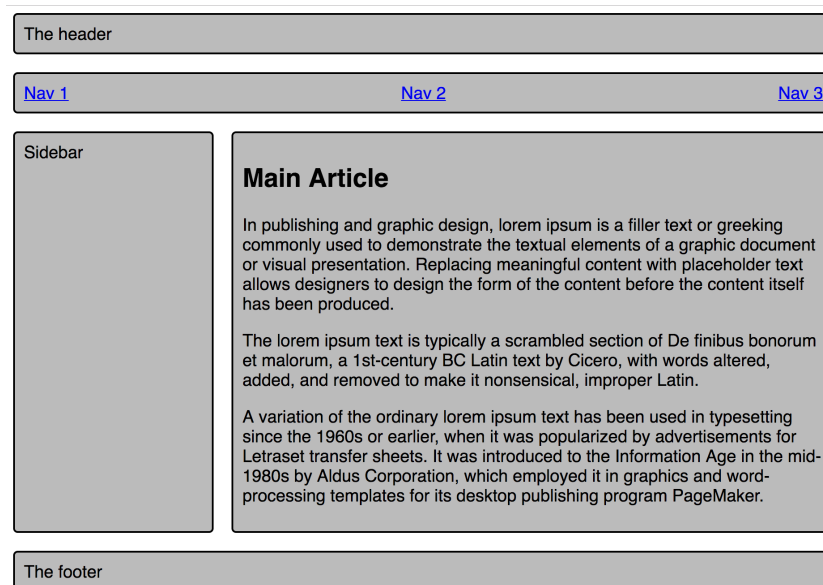 The header
Nav 1
Nav 2
Nav 3
Sidebar
Main Article
In publishing and graphic design, lorem ipsum is a filler text or greeking
commonly used to demonstrate the textual elements of a graphic document
or visual presentation. Replacing meaningful content with placeholder text
allows designers to design the form of the content before the content itself
has been produced.
The lorem ipsum text is typically a scrambled section of De finibus bonorum
et malorum, a 1st-century BC Latin text by Cicero, with words altered,
added, and removed to make it nonsensical, improper Latin.
A variation of the ordinary lorem ipsum text has been used in typesetting
since the 1960s or earlier, when it was popularized by advertisements for
Letraset transfer sheets. It was introduced to the Information Age in the mid-
1980s by Aldus Corporation, which employed it in graphics and word-
processing templates for its desktop publishing program PageMaker.
The footer